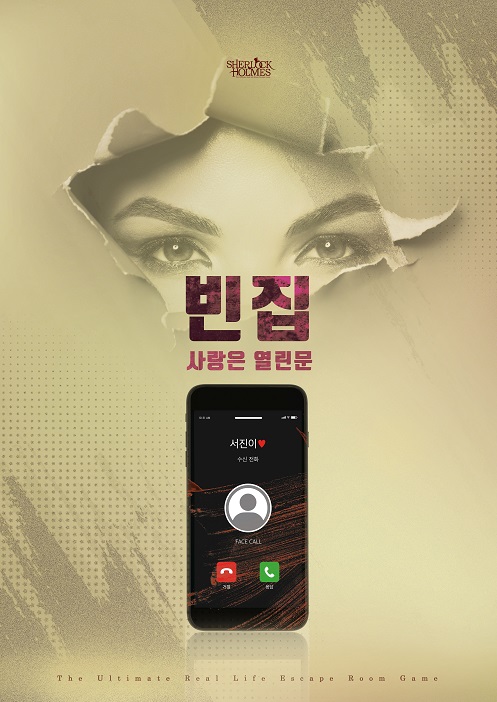 SHERLOCK
HOLMES
빈집
사랑은 열린문
서진이♥
수신 전화
FACE CALL
거절
응답
The Ultimate Real Life Escape Room Game